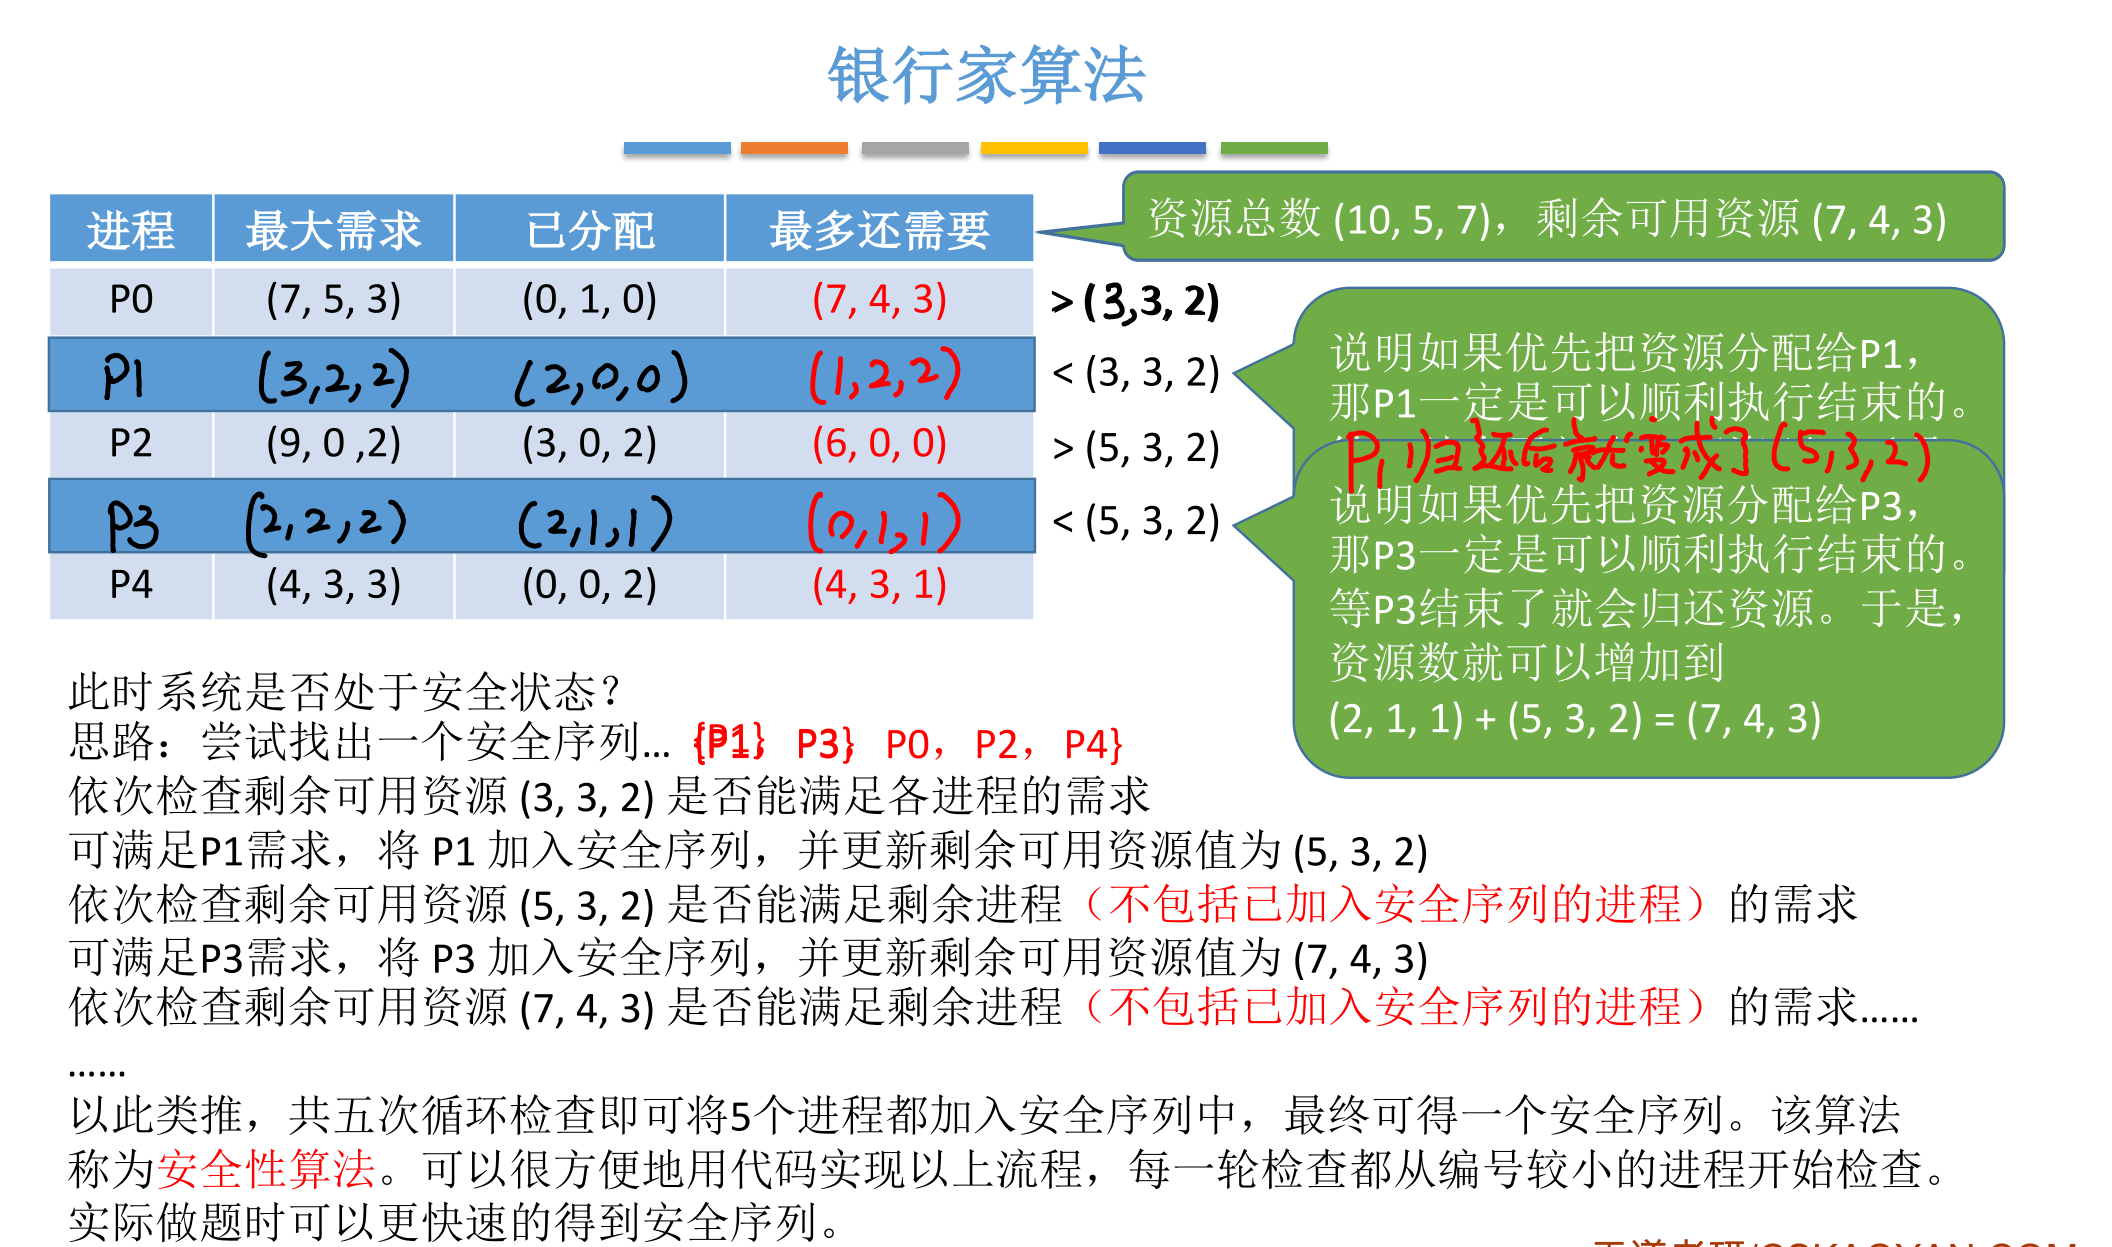 银行家算法
进程 最大需求 已分配 最多还需要
资源总数 (10, 5, 7)，剩余可用资源 (7, 4, 3)
P0 (7, 5, 3) (0, 1, 0) (7, 4, 3) > (3,3, 2)
P1 (3,2,2) (2,0,0) (1,2,2) < (3, 3, 2)
P2 (9, 0 ,2) (3, 0, 2) (6, 0, 0) > (5, 3, 2)
P3 (2,2,2) (2,1,1) (0,1,1) < (5, 3, 2)
P4 (4, 3, 3) (0, 0, 2) (4, 3, 1)
说明如果优先把资源分配给P1，
那P1一定是可以顺利执行结束的。
P1归还后就变成了(5,3,2)
说明如果优先把资源分配给P3，
那P3一定是可以顺利执行结束的。
等P3结束了就会归还资源。于是，
资源数就可以增加到
(2, 1, 1) + (5, 3, 2) = (7, 4, 3)
此时系统是否处于安全状态？
思路：尝试找出一个安全序列... {P1, P3, P0，P2，P4}
依次检查剩余可用资源 (3, 3, 2) 是否能满足各进程的需求
可满足P1需求，将 P1 加入安全序列，并更新剩余可用资源值为 (5, 3, 2)
依次检查剩余可用资源 (5, 3, 2) 是否能满足剩余进程（不包括已加入安全序列的进程）的需求
可满足P3需求，将 P3 加入安全序列，并更新剩余可用资源值为 (7, 4, 3)
依次检查剩余可用资源 (7, 4, 3) 是否能满足剩余进程（不包括已加入安全序列的进程）的需求......
......
以此类推，共五次循环检查即可将5个进程都加入安全序列中，最终可得一个安全序列。该算法
称为安全性算法。可以很方便地用代码实现以上流程，每一轮检查都从编号较小的进程开始检查。
实际做题时可以更快速的得到安全序列。